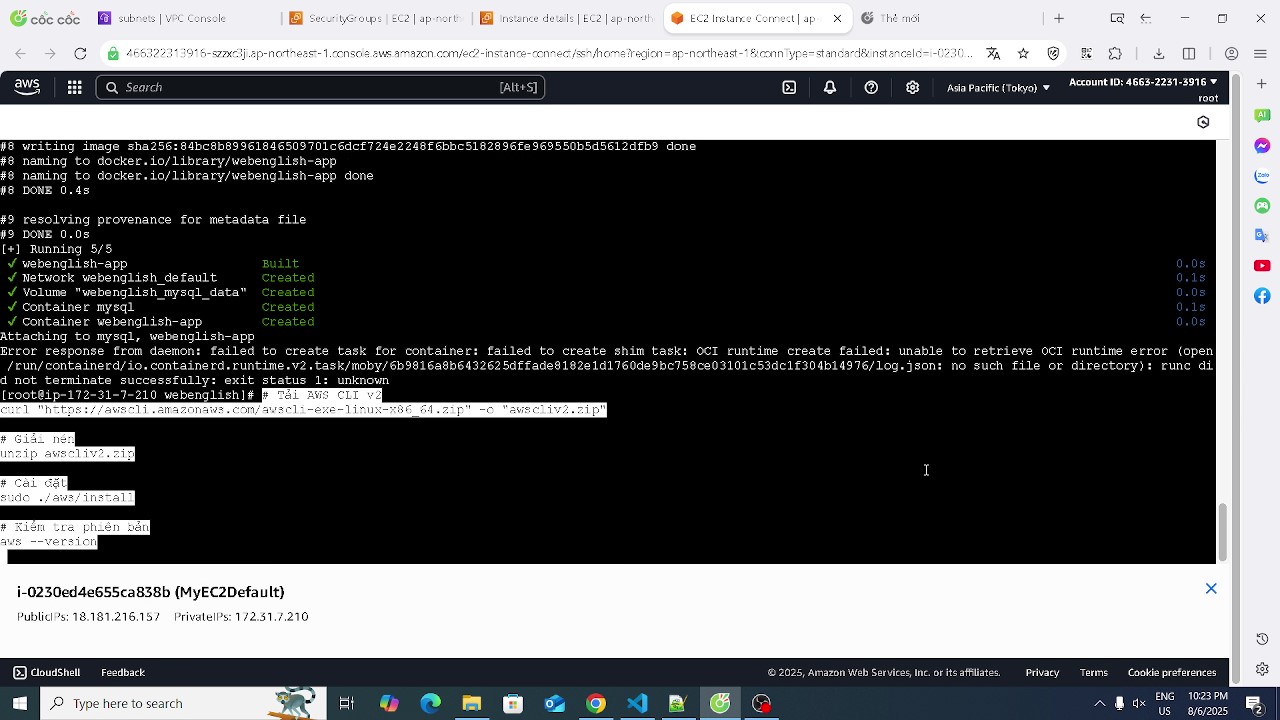 cốc cốc
subnets | VPC Console
SecurityGroups | EC2 | ap-north
Instance details | EC2 | ap-north
EC2 Instance Connect | ap-
Thẻ mới
466322313916-szzxc3j.ap-northeast-1.console.aws.amazon.com/ec2-instance-connect/ssh/home?region=ap-northeast-1&connType=standard&instanceId=i-0230...
aws
Search
[Alt+S]
Asia Pacific (Tokyo)
Account ID: 4663-2231-3916
root
#8 writing image sha256:84bc8b89961846509701c6dcf724e2248f6bbc5182896fe969550b5d5612dfb9 done
#8 naming to docker.io/library/webenglish-app
#8 naming to docker.io/library/webenglish-app done
#8 DONE 0.4s
#9 resolving provenance for metadata file
#9 DONE 0.0s
[+] Running 5/5
✔ webenglish-app Built 0.0s
✔ Network webenglish_default Created 0.1s
✔ Volume "webenglish_mysql_data" Created 0.0s
✔ Container mysql Created 0.1s
✔ Container webenglish-app Created 0.0s
Attaching to mysql, webenglish-app
Error response from daemon: failed to create task for container: failed to create shim task: OCI runtime create failed: unable to retrieve OCI runtime error (open
/run/containerd/io.containerd.runtime.v2.task/moby/6b9816a8b6432625dffade8182e1d1760de9bc758ce03101c53dc1f304b14976/log.json: no such file or directory): runc di
d not terminate successfully: exit status 1: unknown
[root@ip-172-31-7-210 webenglish]# # Tải AWS CLI v2
curl "https://awscli.amazonaws.com/awscli-exe-linux-x86_64.zip" -o "awscliv2.zip"
# Giải nén
unzip awscliv2.zip
# Cài đặt
sudo ./aws/install
# Kiểm tra phiên bản
aws --version
i-0230ed4e655ca838b (MyEC2Default)
PublicIPs: 18.181.216.157 PrivateIPs: 172.31.7.210
CloudShell
Feedback
© 2025, Amazon Web Services, Inc. or its affiliates.
Privacy
Terms
Cookie preferences
Type here to search
ENG
US
10:23 PM
8/6/2025
2
AI
Zalo